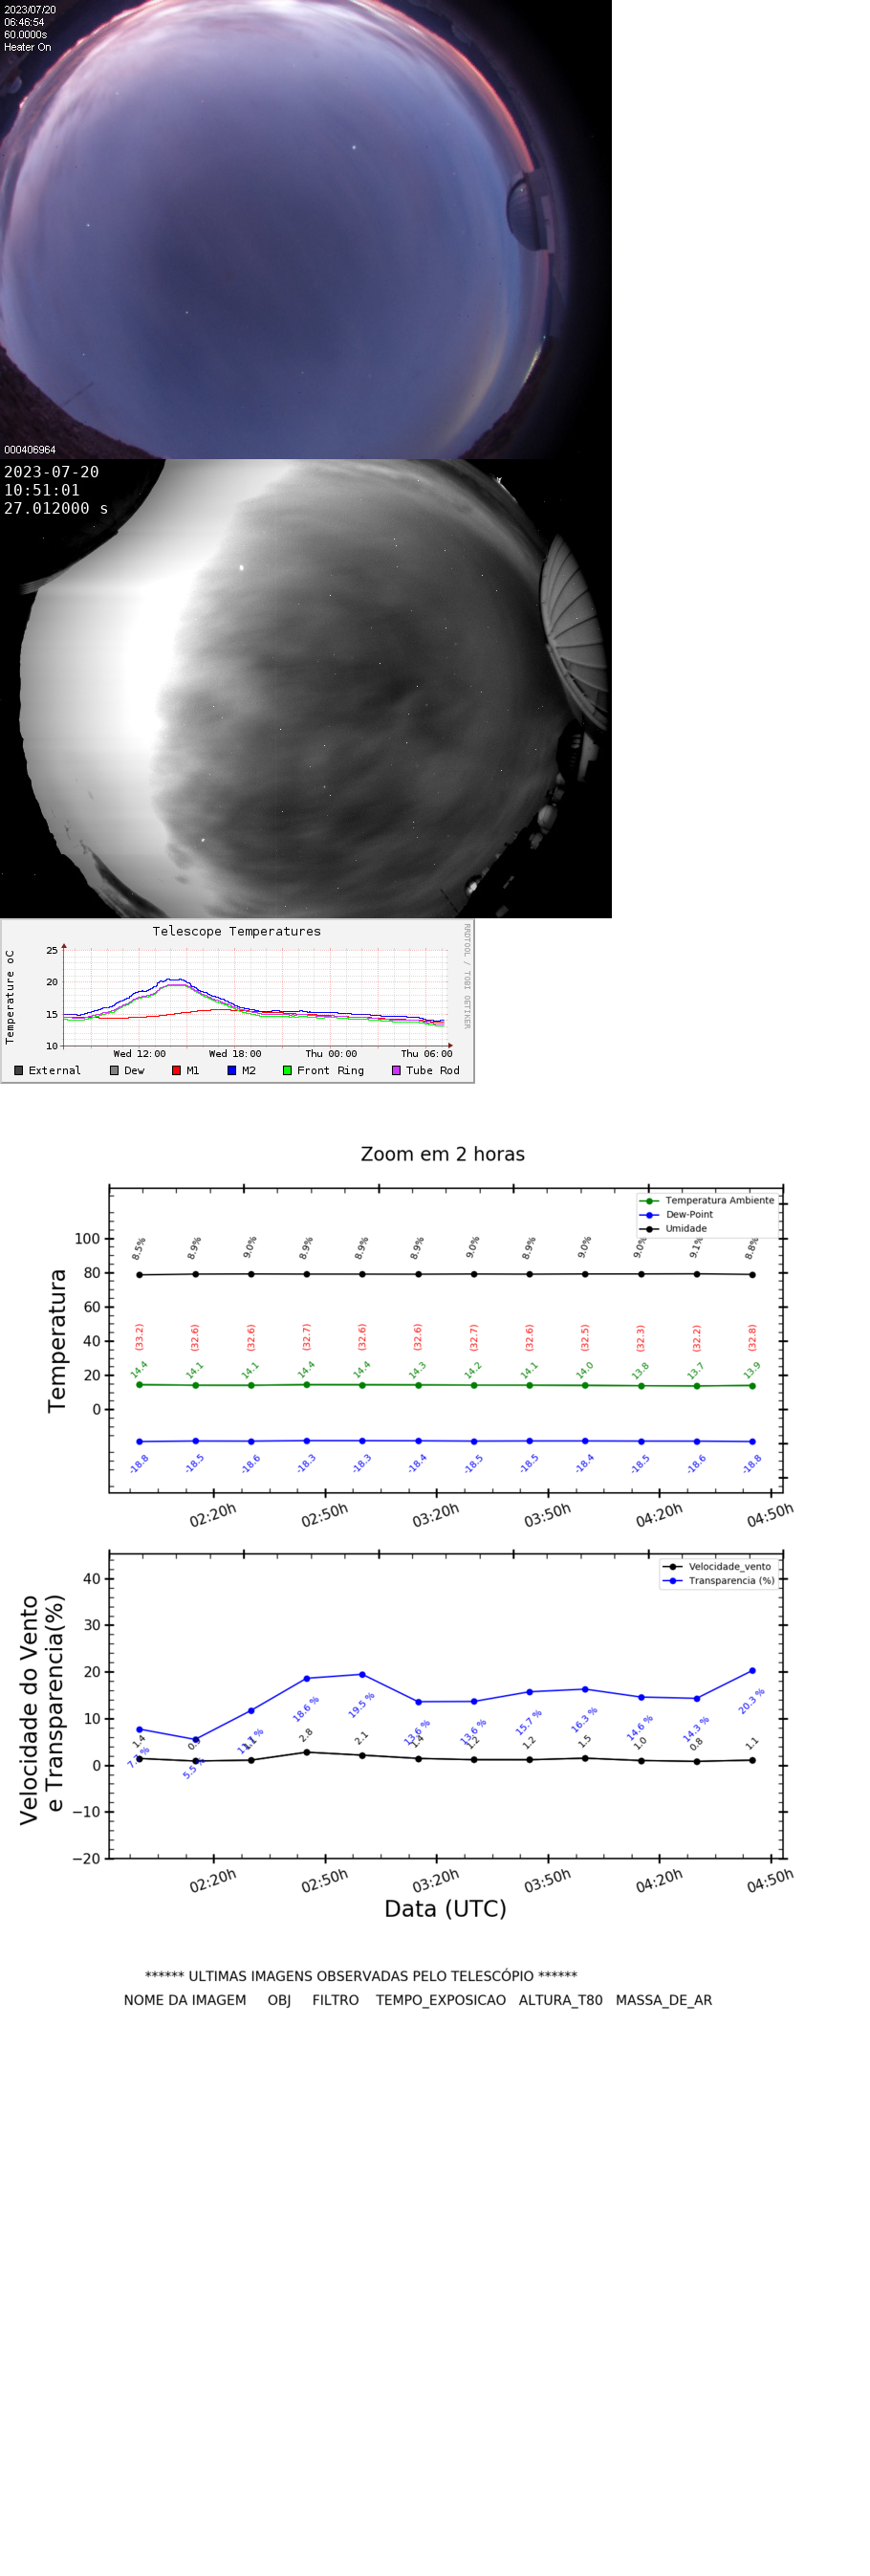 2023/07/20
06:46:54
60.0000s
Heater On
000406964
2023-07-20
10:51:01
27.012000 s
Telescope Temperatures
RRDTOOL / TOBI OETIKER
Temperature oC
25
20
15
10
Wed 12:00 Wed 18:00 Thu 00:00 Thu 06:00
External Dew M1 M2 Front Ring Tube Rod
Zoom em 2 horas
Temperatura Ambiente
Dew-Point
Umidade
Temperatura
100
80
60
40
20
0
8.5% 8.9% 9.0% 8.9% 8.9% 8.9% 9.0% 8.9% 9.0% 9.0% 9.1% 8.8%
(33.2) (32.6) (32.6) (32.7) (32.6) (32.6) (32.7) (32.6) (32.5) (32.3) (32.2) (32.8)
14.4 14.1 14.1 14.4 14.4 14.3 14.2 14.1 14.0 13.8 13.7 13.9
-18.8 -18.5 -18.6 -18.3 -18.3 -18.4 -18.5 -18.5 -18.4 -18.5 -18.6 -18.8
02:20h 02:50h 03:20h 03:50h 04:20h 04:50h
Velocidade_vento
Transparencia (%)
Velocidade do Vento
e Transparencia(%)
40
30
20
10
0
−10
−20
18.6 % 19.5 % 13.6 % 13.6 % 15.7 % 16.3 % 14.6 % 14.3 % 20.3 %
1.4 2.8 2.1 1.4 1.2 1.2 1.5 1.0 0.8 1.1
5.5 %
02:20h 02:50h 03:20h 03:50h 04:20h 04:50h
Data (UTC)
****** ULTIMAS IMAGENS OBSERVADAS PELO TELESCÓPIO ******
NOME DA IMAGEM OBJ FILTRO TEMPO_EXPOSICAO ALTURA_T80 MASSA_DE_AR